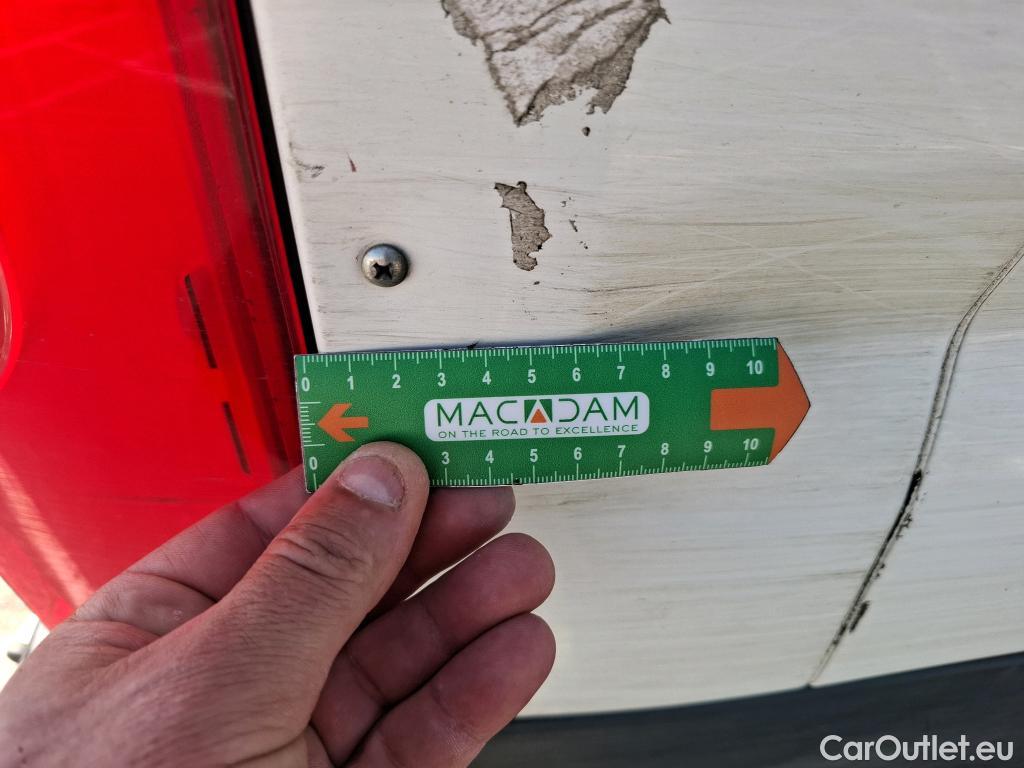 0 1 2 3 4 5 6 7 8 9 10
MACADAM
ON THE ROAD TO EXCELLENCE
0 3 4 5 6 7 8 9 10
CarOutlet.eu